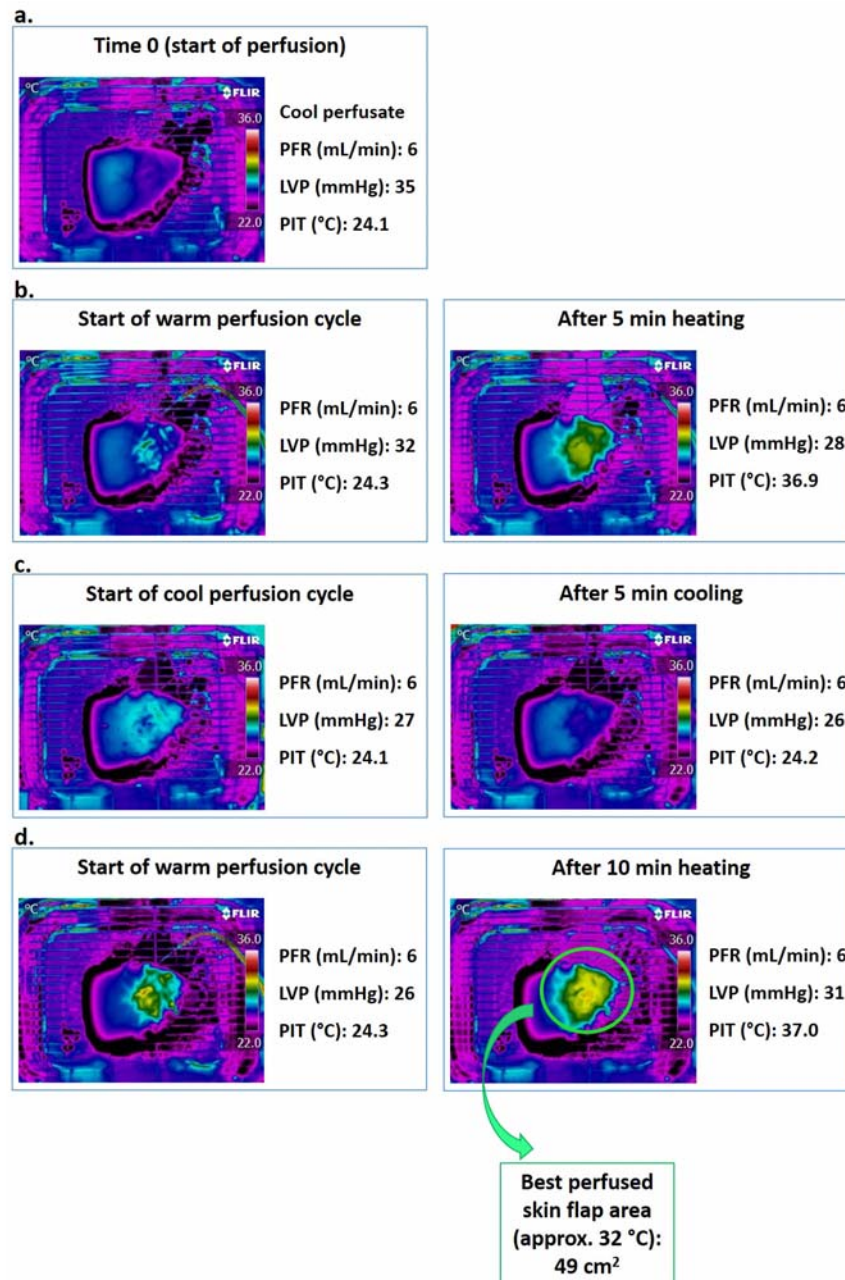 a.
Time 0 (start of perfusion)
°C
FLIR
36.0
22.0
Cool perfusate
PFR (mL/min): 6
LVP (mmHg): 35
PIT (°C): 24.1
b.
Start of warm perfusion cycle
°C
FLIR
36.0
22.0
PFR (mL/min): 6
LVP (mmHg): 32
PIT (°C): 24.3
After 5 min heating
°C
FLIR
36.0
22.0
PFR (mL/min): 6
LVP (mmHg): 28
PIT (°C): 36.9
c.
Start of cool perfusion cycle
°C
FLIR
36.0
22.0
PFR (mL/min): 6
LVP (mmHg): 27
PIT (°C): 24.1
After 5 min cooling
°C
FLIR
36.0
22.0
PFR (mL/min): 6
LVP (mmHg): 26
PIT (°C): 24.2
d.
Start of warm perfusion cycle
°C
FLIR
36.0
22.0
PFR (mL/min): 6
LVP (mmHg): 26
PIT (°C): 24.3
After 10 min heating
°C
FLIR
36.0
22.0
PFR (mL/min): 6
LVP (mmHg): 31
PIT (°C): 37.0
Best perfused
skin flap area
(approx. 32 °C):
49 cm²